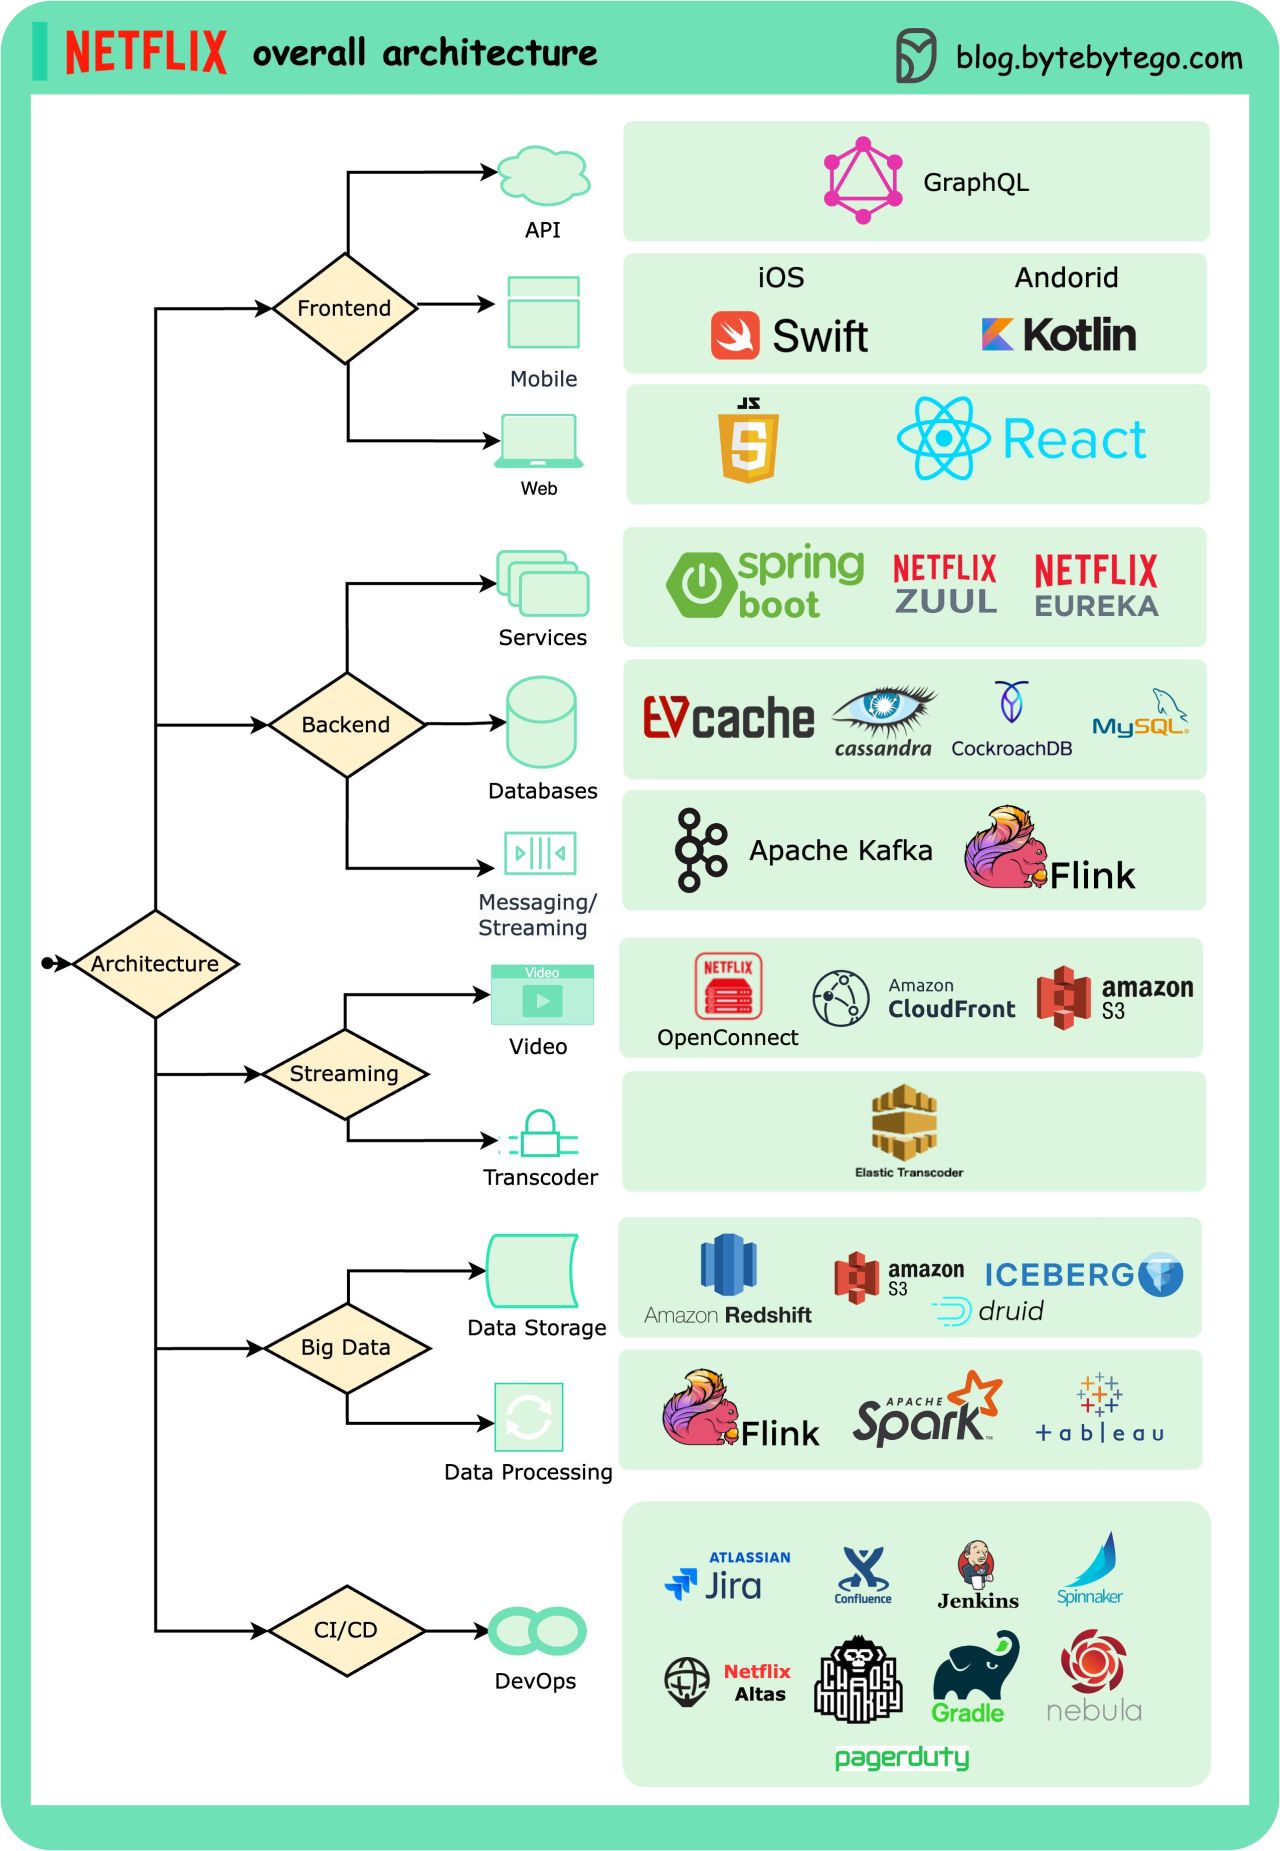 NETFLIX overall architecture
blog.bytebytego.com
Architecture
Frontend
API
GraphQL
Mobile
iOS
Andorid
Swift
Kotlin
Web
JS
React
Backend
Services
spring
boot
NETFLIX
ZUUL
NETFLIX
EUREKA
Databases
EVcache
cassandra
CockroachDB
MySQL®
Messaging/
Streaming
Apache Kafka
Flink
Streaming
Video
Video
NETFLIX
OpenConnect
Amazon
CloudFront
amazon
S3
Transcoder
Elastic Transcoder
Big Data
Data Storage
Amazon Redshift
amazon
S3
ICEBERG
druid
Data Processing
Flink
APACHE
Spark™
+ableau
CI/CD
DevOps
ATLASSIAN
Jira
Confluence
Jenkins
Spinnaker
Netflix
Altas
CHAOS
MONKEY
Gradle
nebula
pagerduty